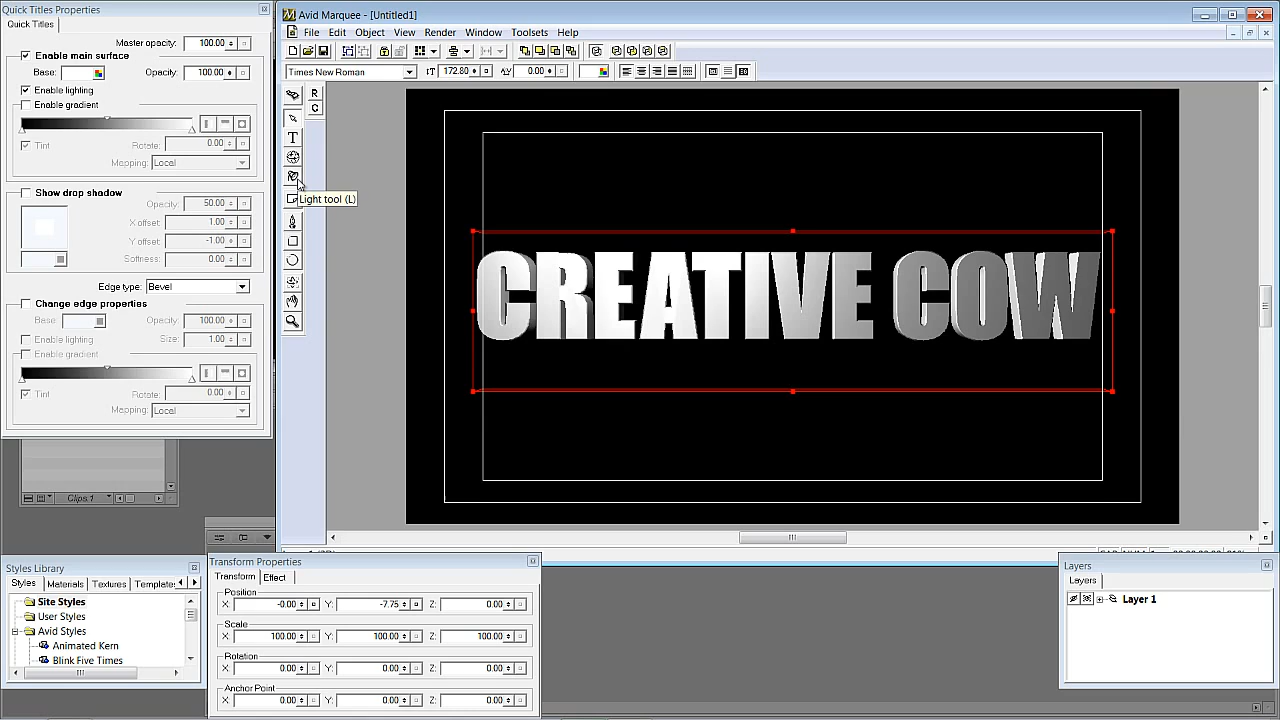 Quick Titles Properties
Quick Titles
Master opacity: 100.00
Enable main surface
Base: Opacity: 100.00
Enable lighting
Enable gradient
Tint Rotate: 0.00
Mapping: Local
Show drop shadow
Opacity: 50.00
X offset: 1.00
Y offset: -1.00
Softness: 0.00
Edge type: Bevel
Change edge properties
Base: Opacity: 100.00
Enable lighting Size: 1.00
Enable gradient
Tint Rotate: 0.00
Mapping: Local
Clips.1
Avid Marquee - [Untitled1]
File Edit Object View Render Window Toolsets Help
Times New Roman 172.80 AV 0.00
R
C
T
Light tool (L)
CREATIVE COW
Styles Library
Styles Materials Textures Template
Site Styles
User Styles
Avid Styles
Animated Kern
Blink Five Times
Transform Properties
Transform Effect
Position
X: -0.00 Y: -7.75 Z: 0.00
Scale
X: 100.00 Y: 100.00 Z: 100.00
Rotation
X: 0.00 Y: 0.00 Z: 0.00
Anchor Point
X: 0.00 Y: 0.00 Z: 0.00
Layers
Layers
Layer 1